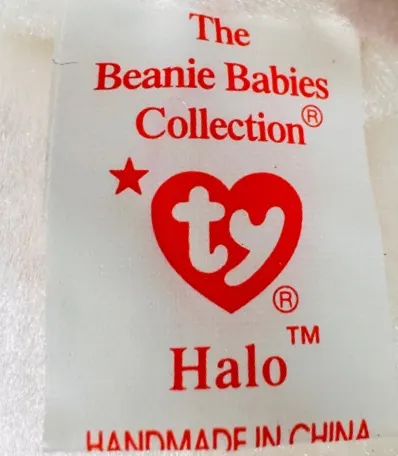 The
Beanie Babies
Collection®
ty®
Halo™
HANDMADE IN CHINA